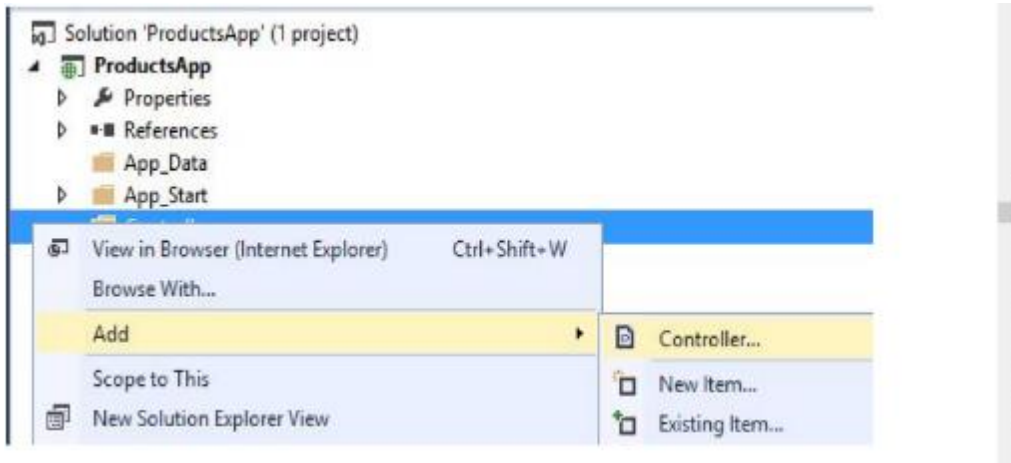 Solution 'ProductsApp' (1 project)
ProductsApp
Properties
References
App_Data
App_Start
View in Browser (Internet Explorer) Ctrl+Shift+W
Browse With...
Add
Controller...
Scope to This
New Item...
New Solution Explorer View
Existing Item...